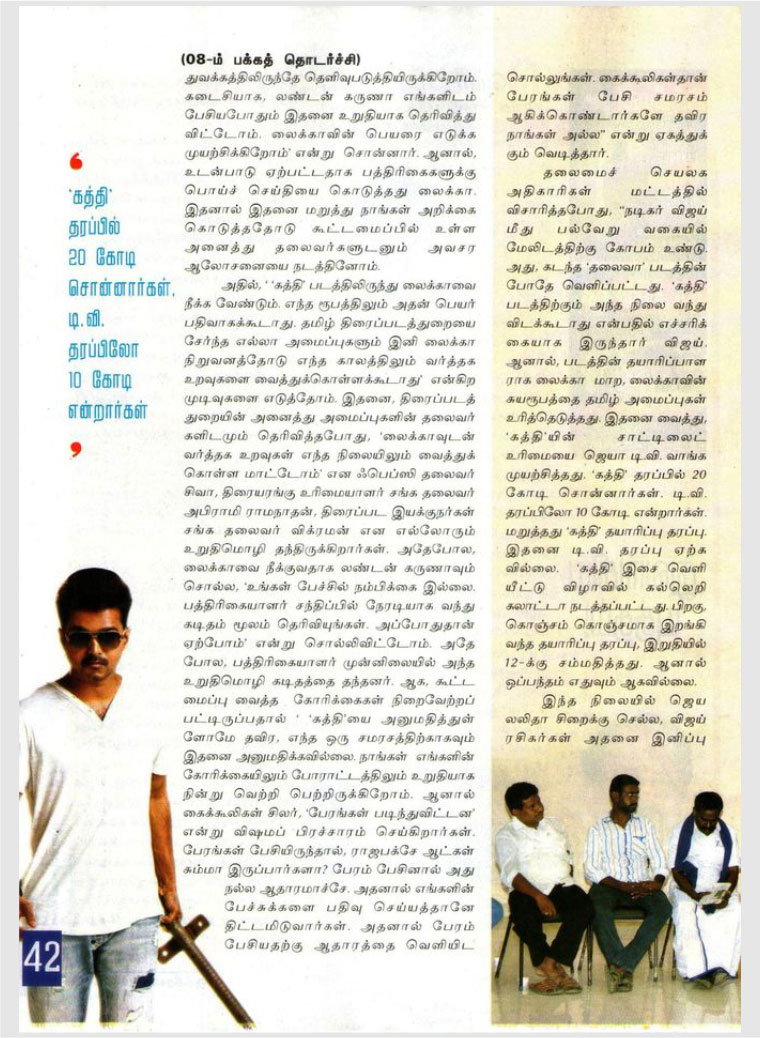 (08-ம் பக்கத் தொடர்ச்சி)
துவக்கத்திலிருந்தே தெளிவுபடுத்தியிருக்கிறோம்.
கடைசியாக, லண்டன் கருணா எங்களிடம்
பேசியபோதும் இதனை உறுதியாக தெரிவித்து
விட்டோம். லைக்காவின் பெயரை எடுக்க
முயற்சிக்கிறோம்' என்று சொன்னார். ஆனால்,
உடன்பாடு ஏற்பட்டதாக பத்திரிகைகளுக்கு
பொய்ச் செய்தியை கொடுத்தது லைக்கா.
இதனால் இதனை மறுத்து நாங்கள் அறிக்கை
கொடுத்ததோடு கூட்டமைப்பில் உள்ள
அனைத்து தலைவர்களுடனும் அவசர
ஆலோசனையை நடத்தினோம்.
அதில், ' 'கத்தி' படத்திலிருந்து லைக்காவை
நீக்க வேண்டும். எந்த ரூபத்திலும் அதன் பெயர்
பதிவாகக்கூடாது. தமிழ் திரைப்படத்துறையை
சேர்ந்த எல்லா அமைப்புகளும் இனி லைக்கா
நிறுவனத்தோடு எந்த காலத்திலும் வர்த்தக
உறவுகளை வைத்துக்கொள்ளக்கூடாது' என்கிற
முடிவுகளை எடுத்தோம். இதனை, திரைப்படத்
துறையின் அனைத்து அமைப்புகளின் தலைவர்
களிடமும் தெரிவித்தபோது, 'லைக்காவுடன்
வர்த்தக உறவுகள் எந்த நிலையிலும் வைத்துக்
கொள்ள மாட்டோம்' என ஃபெப்ஸி தலைவர்
சிவா, திரையரங்கு உரிமையாளர் சங்க தலைவர்
அபிராமி ராமநாதன், திரைப்பட இயக்குநர்கள்
சங்க தலைவர் விக்ரமன் என எல்லோரும்
உறுதிமொழி தந்திருக்கிறார்கள். அதேபோல,
லைக்காவை நீக்குவதாக லண்டன் கருணாவும்
சொல்ல, 'உங்கள் பேச்சில் நம்பிக்கை இல்லை.
பத்திரிகையாளர் சந்திப்பில் நேரடியாக வந்து
கடிதம் மூலம் தெரிவியுங்கள். அப்போதுதான்
ஏற்போம்' என்று சொல்லிவிட்டோம். அதே
போல, பத்திரிகையாளர் முன்னிலையில் அந்த
உறுதிமொழி கடிதத்தை தந்தனர். ஆக, கூட்ட
மைப்பு வைத்த கோரிக்கைகள் நிறைவேற்றப்
பட்டிருப்பதால் ' 'கத்தி'யை அனுமதித்துள்
ளோமே தவிர, எந்த ஒரு சமரசத்திற்காகவும்
இதனை அனுமதிக்கவில்லை. நாங்கள் எங்களின்
கோரிக்கையிலும் போராட்டத்திலும் உறுதியாக
நின்று வெற்றி பெற்றிருக்கிறோம். ஆனால்
கைக்கூலிகள் சிலர், 'பேரங்கள் படிந்துவிட்டன'
என்று விஷமப் பிரச்சாரம் செய்கிறார்கள்.
பேரங்கள் பேசியிருந்தால், ராஜபக்சே ஆட்கள்
சும்மா இருப்பார்களா? பேரம் பேசினால் அது
நல்ல ஆதாரமாச்சே. அதனால் எங்களின்
பேச்சுக்களை பதிவு செய்யத்தானே
திட்டமிடுவார்கள். அதனால் பேரம்
பேசியதற்கு ஆதாரத்தை வெளியிட
சொல்லுங்கள். கைக்கூலிகள்தான்
பேரங்கள் பேசி சமரசம்
ஆகிக்கொண்டார்களே தவிர
நாங்கள் அல்ல" என்று ஏகத்துக்
கும் வெடித்தார்.
தலைமைச் செயலக
அதிகாரிகள் மட்டத்தில்
விசாரித்தபோது, "நடிகர் விஜய்
மீது பல்வேறு வகையில்
மேலிடத்திற்கு கோபம் உண்டு.
அது, கடந்த 'தலைவா' படத்தின்
போதே வெளிப்பட்டது. 'கத்தி'
படத்திற்கும் அந்த நிலை வந்து
விடக்கூடாது என்பதில் எச்சரிக்
கையாக இருந்தார் விஜய்.
ஆனால், படத்தின் தயாரிப்பாள
ராக லைக்கா மாற, லைக்காவின்
சுயரூபத்தை தமிழ் அமைப்புகள்
உரித்தெடுத்தது. இதனை வைத்து,
'கத்தி'யின் சாட்டிலைட்
உரிமையை ஜெயா டி.வி. வாங்க
முயற்சித்தது. 'கத்தி' தரப்பில் 20
கோடி சொன்னார்கள். டி.வி.
தரப்பிலோ 10 கோடி என்றார்கள்.
மறுத்தது 'கத்தி' தயாரிப்பு தரப்பு.
இதனை டி.வி. தரப்பு ஏற்க
வில்லை. 'கத்தி' இசை வெளி
யீட்டு விழாவில் கல்லெறி
கலாட்டா நடத்தப்பட்டது. பிறகு,
கொஞ்சம் கொஞ்சமாக இறங்கி
வந்த தயாரிப்பு தரப்பு, இறுதியில்
12-க்கு சம்மதித்தது. ஆனால்
ஒப்பந்தம் எதுவும் ஆகவில்லை.
இந்த நிலையில் ஜெய
லலிதா சிறைக்கு செல்ல, விஜய்
ரசிகர்கள் அதனை இனிப்பு
'
'கத்தி'
தரப்பில்
20 கோடி
சொன்னார்கள்.
டி.வி.
தரப்பிலோ
10 கோடி
என்றார்கள்
'
42